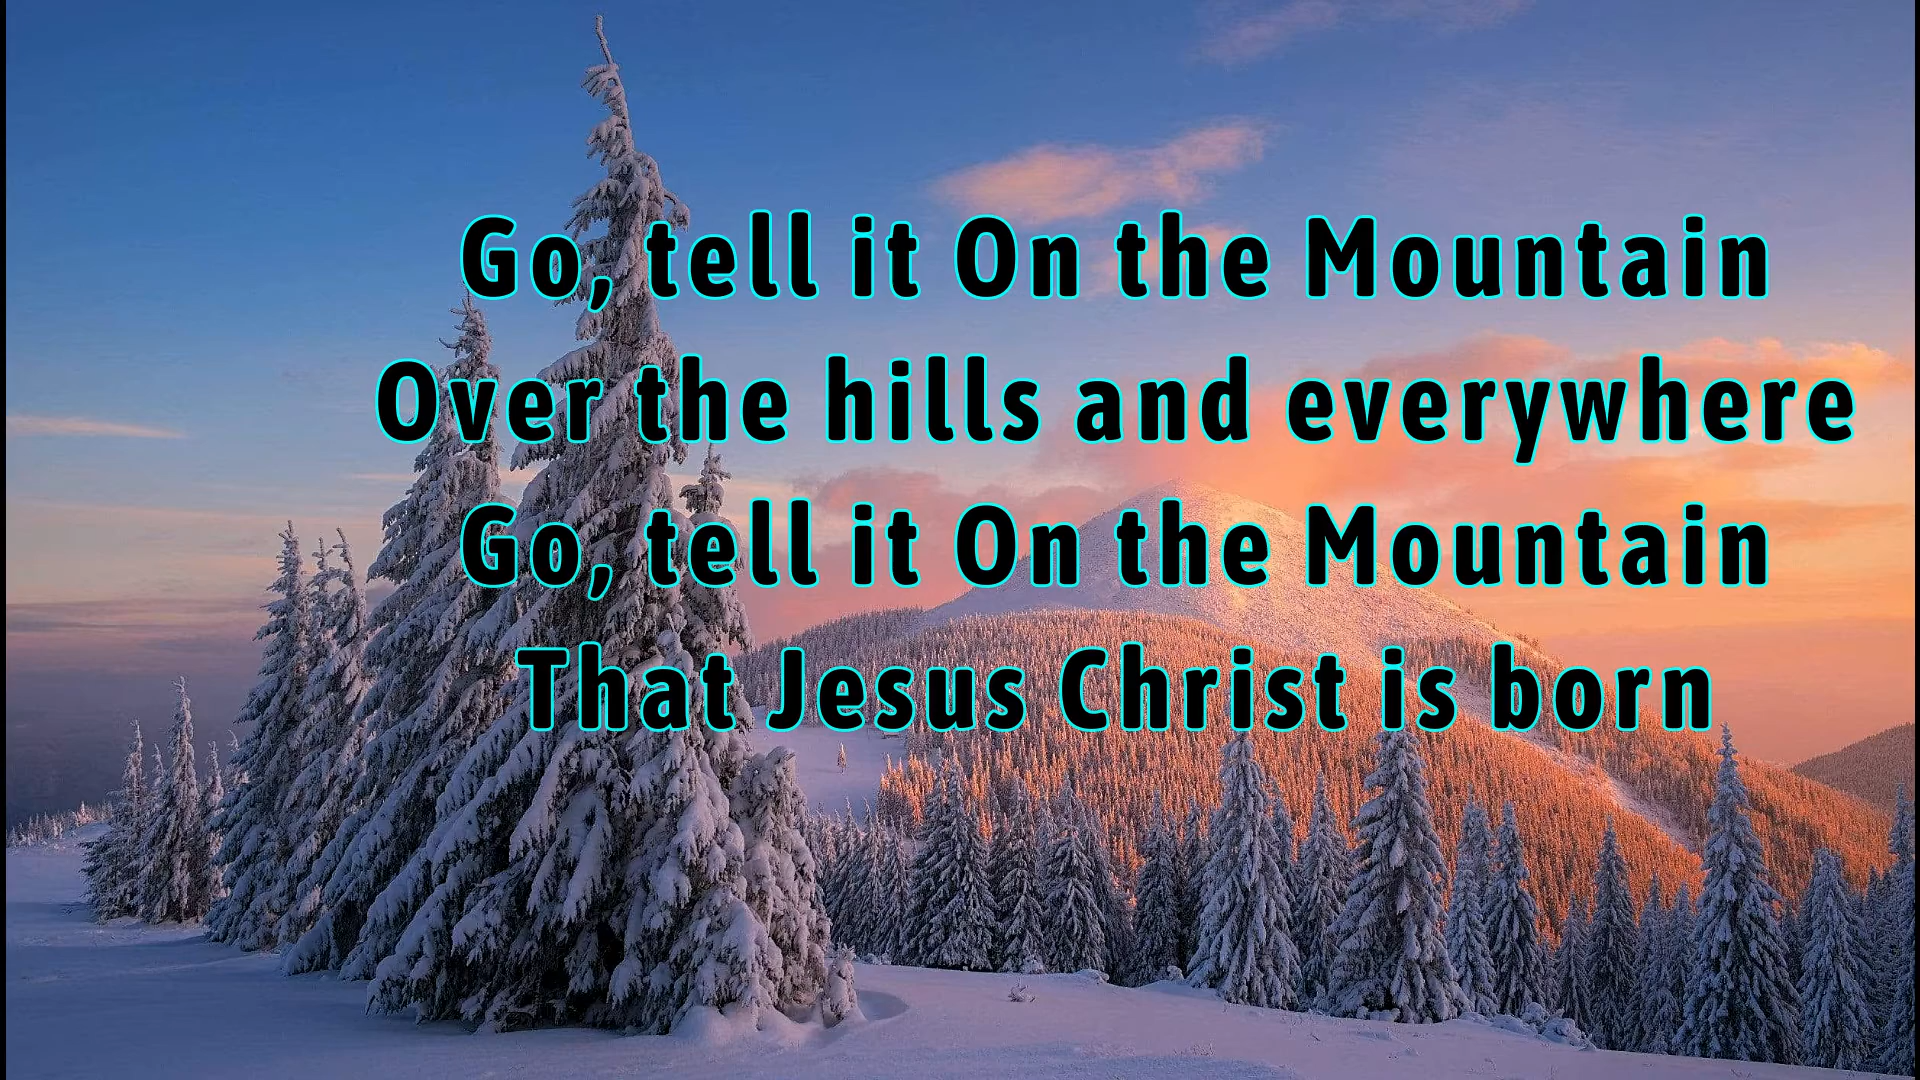 Go, tell it On the Mountain
Over the hills and everywhere
Go, tell it On the Mountain
That Jesus Christ is born